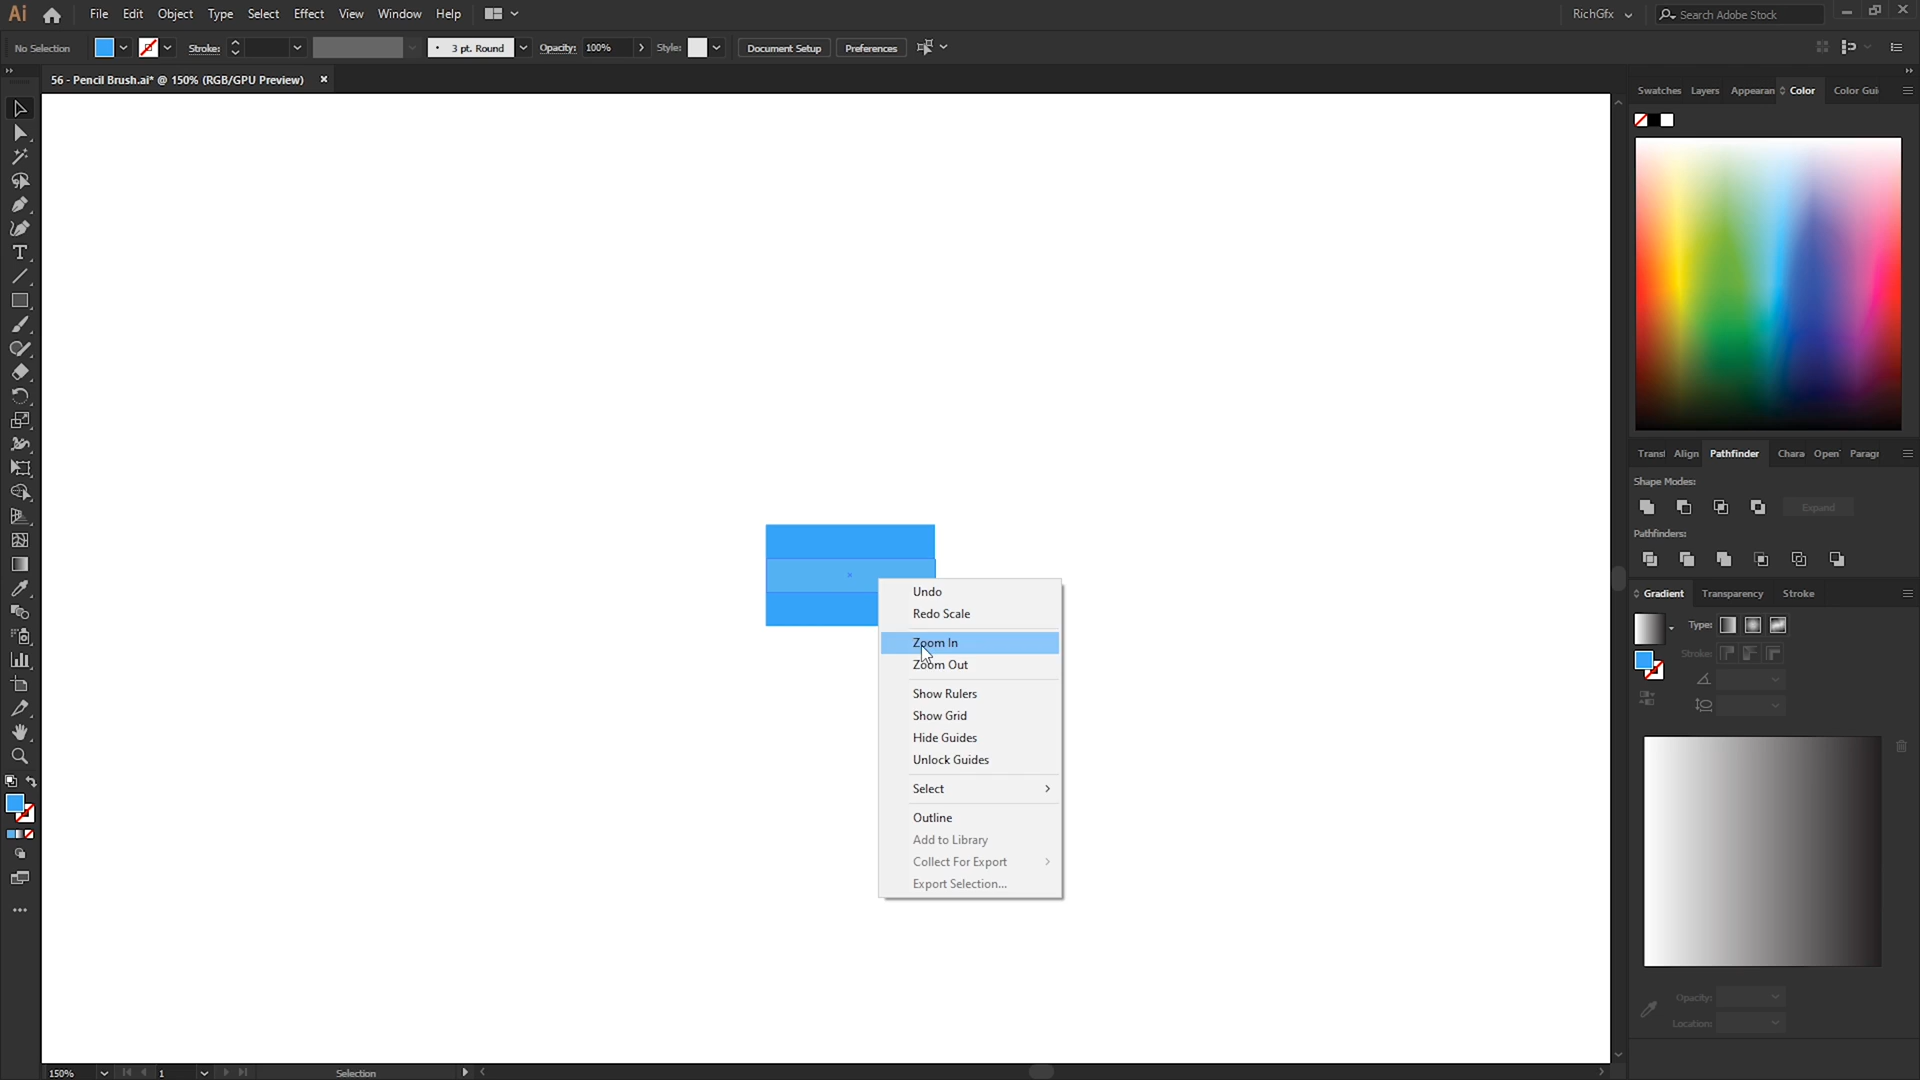 Ai File Edit Object Type Select Effect View Window Help RichGfx Search Adobe Stock
No Selection Stroke: 3 pt. Round Opacity: 100% Style: Document Setup Preferences
56 - Pencil Brush.ai* @ 150% (RGB/GPU Preview)
Swatches Layers Appearan Color Color Gui
Transf Align Pathfinder Chara Open Paragr
Shape Modes:
Expand
Pathfinders:
Gradient Transparency Stroke
Type:
Stroke:
Undo
Redo Scale
Zoom In
Zoom Out
Show Rulers
Show Grid
Hide Guides
Unlock Guides
Select
Outline
Add to Library
Collect For Export
Export Selection...
Opacity:
Location:
150% 1 Selection